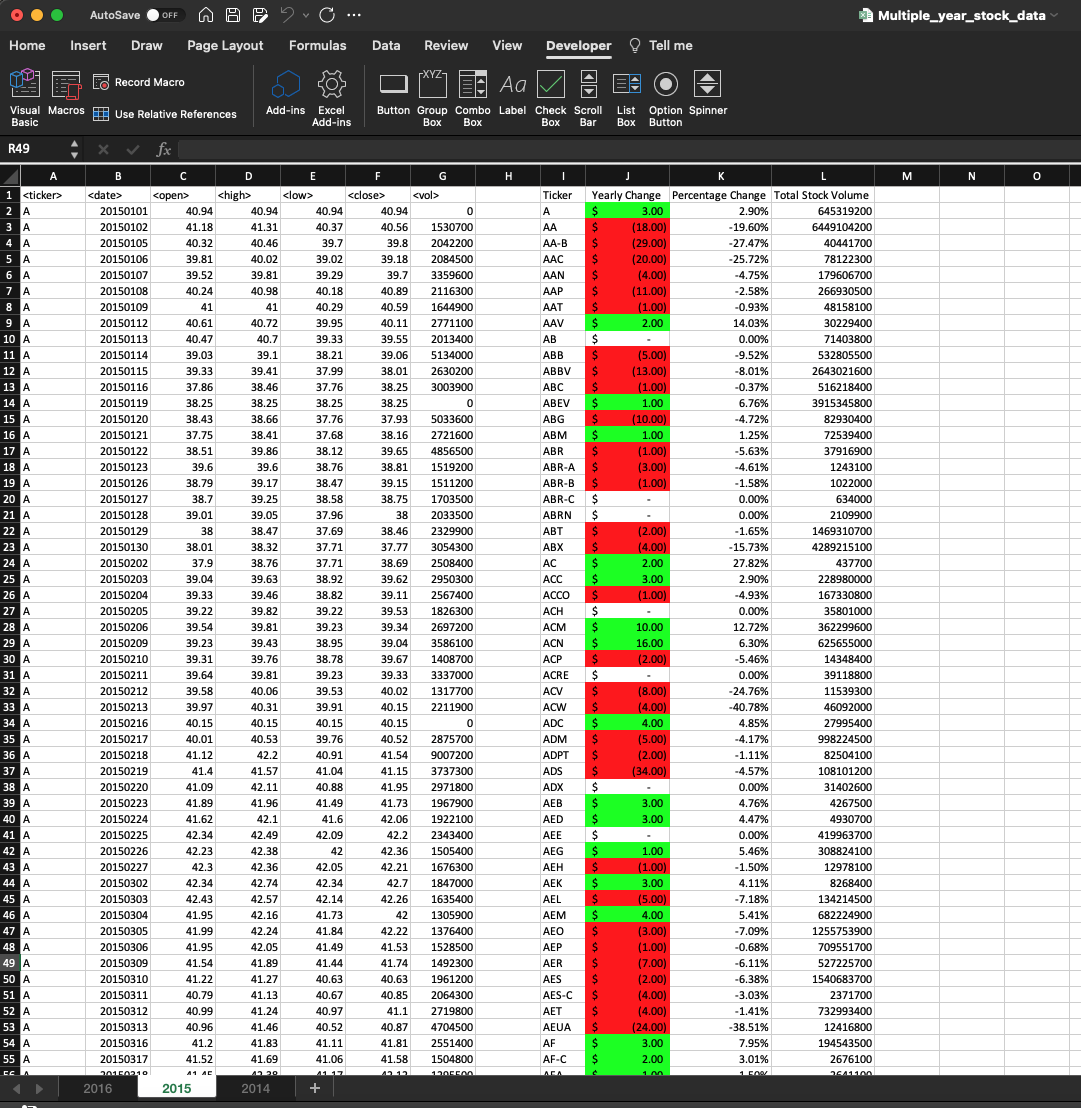 AutoSave OFF Multiple_year_stock_data
Home Insert Draw Page Layout Formulas Data Review View Developer Tell me
Visual Basic Macros Record Macro Use Relative References Add-ins Excel Add-ins Button Group Box Combo Box Label Check Box Scroll Bar List Box Option Button Spinner
XYZ Aa
R49 fx
A B C D E F G H I J K L M N O
1 <ticker> <date> <open> <high> <low> <close> <vol> Ticker Yearly Change Percentage Change Total Stock Volume
2 A 20150101 40.94 40.94 40.94 40.94 0 A $ 3.00 2.90% 645319200
3 A 20150102 41.18 41.31 40.37 40.56 1530700 AA $ (18.00) -19.60% 6449104200
4 A 20150105 40.32 40.46 39.7 39.8 2042200 AA-B $ (29.00) -27.47% 40441700
5 A 20150106 39.81 40.02 39.02 39.18 2084500 AAC $ (20.00) -25.72% 78122300
6 A 20150107 39.52 39.81 39.29 39.7 3359600 AAN $ (4.00) -4.75% 179606700
7 A 20150108 40.24 40.98 40.18 40.89 2116300 AAP $ (11.00) -2.58% 266930500
8 A 20150109 41 41 40.29 40.59 1644900 AAT $ (1.00) -0.93% 48158100
9 A 20150112 40.61 40.72 39.95 40.11 2771100 AAV $ 2.00 14.03% 30229400
10 A 20150113 40.47 40.7 39.33 39.55 2013400 AB $ - 0.00% 71403800
11 A 20150114 39.03 39.1 38.21 39.06 5134000 ABB $ (5.00) -9.52% 532805500
12 A 20150115 39.33 39.41 37.99 38.01 2630200 ABBV $ (13.00) -8.01% 2643021600
13 A 20150116 37.86 38.46 37.76 38.25 3003900 ABC $ (1.00) -0.37% 516218400
14 A 20150119 38.25 38.25 38.25 38.25 0 ABEV $ 1.00 6.76% 3915345800
15 A 20150120 38.43 38.66 37.76 37.93 5033600 ABG $ (10.00) -4.72% 82930400
16 A 20150121 37.75 38.41 37.68 38.16 2721600 ABM $ 1.00 1.25% 72539400
17 A 20150122 38.51 39.86 38.12 39.65 4856500 ABR $ (1.00) -5.63% 37916900
18 A 20150123 39.6 39.6 38.76 38.81 1519200 ABR-A $ (3.00) -4.61% 1243100
19 A 20150126 38.79 39.17 38.47 39.15 1511200 ABR-B $ (1.00) -1.58% 1022000
20 A 20150127 38.7 39.25 38.58 38.75 1703500 ABR-C $ - 0.00% 634000
21 A 20150128 39.01 39.05 37.96 38 2033500 ABRN $ - 0.00% 2109900
22 A 20150129 38 38.47 37.69 38.46 2329900 ABT $ (2.00) -1.65% 1469310700
23 A 20150130 38.01 38.32 37.71 37.77 3054300 ABX $ (4.00) -15.73% 4289215100
24 A 20150202 37.9 38.76 37.71 38.69 2508400 AC $ 2.00 27.82% 437700
25 A 20150203 39.04 39.63 38.92 39.62 2950300 ACC $ 3.00 2.90% 228980000
26 A 20150204 39.33 39.46 38.82 39.11 2567400 ACCO $ (1.00) -4.93% 167330800
27 A 20150205 39.22 39.82 39.22 39.53 1826300 ACH $ - 0.00% 35801000
28 A 20150206 39.54 39.81 39.23 39.34 2697200 ACM $ 10.00 12.72% 362299600
29 A 20150209 39.23 39.43 38.95 39.04 3586100 ACN $ 16.00 6.30% 625655000
30 A 20150210 39.31 39.76 38.78 39.67 1408700 ACP $ (2.00) -5.46% 14348400
31 A 20150211 39.64 39.81 39.23 39.33 3337000 ACRE $ - 0.00% 39118800
32 A 20150212 39.58 40.06 39.53 40.02 1317700 ACV $ (8.00) -24.76% 11539300
33 A 20150213 39.97 40.31 39.91 40.15 2211900 ACW $ (4.00) -40.78% 46092000
34 A 20150216 40.15 40.15 40.15 40.15 0 ADC $ 4.00 4.85% 27995400
35 A 20150217 40.01 40.53 39.76 40.52 2875700 ADM $ (5.00) -4.17% 998224500
36 A 20150218 41.12 42.2 40.91 41.54 9007200 ADPT $ (2.00) -1.11% 82504100
37 A 20150219 41.4 41.57 41.04 41.15 3737300 ADS $ (34.00) -4.57% 108101200
38 A 20150220 41.09 42.11 40.88 41.95 2971800 ADX $ - 0.00% 31402600
39 A 20150223 41.89 41.96 41.49 41.73 1967900 AEB $ 3.00 4.76% 4267500
40 A 20150224 41.62 42.1 41.6 42.06 1922100 AED $ 3.00 4.47% 4930700
41 A 20150225 42.34 42.49 42.09 42.2 2343400 AEE $ - 0.00% 419963700
42 A 20150226 42.23 42.38 42 42.36 1505400 AEG $ 1.00 5.46% 308824100
43 A 20150227 42.3 42.36 42.05 42.21 1676300 AEH $ (1.00) -1.50% 12978100
44 A 20150302 42.34 42.74 42.34 42.7 1847000 AEK $ 3.00 4.11% 8268400
45 A 20150303 42.43 42.57 42.14 42.26 1635400 AEL $ (5.00) -7.18% 134214500
46 A 20150304 41.95 42.16 41.73 42 1305900 AEM $ 4.00 5.41% 682224900
47 A 20150305 41.99 42.24 41.84 42.22 1376400 AEO $ (3.00) -7.09% 1255753900
48 A 20150306 41.95 42.05 41.49 41.53 1528500 AEP $ (1.00) -0.68% 709551700
49 A 20150309 41.54 41.89 41.44 41.74 1492300 AER $ (7.00) -6.11% 527225700
50 A 20150310 41.22 41.27 40.63 40.63 1961200 AES $ (2.00) -6.38% 1540683700
51 A 20150311 40.79 41.13 40.67 40.85 2064300 AES-C $ (4.00) -3.03% 2371700
52 A 20150312 40.99 41.24 40.97 41.1 2719800 AET $ (4.00) -1.41% 732993400
53 A 20150313 40.96 41.46 40.52 40.87 4704500 AEUA $ (24.00) -38.51% 12416800
54 A 20150316 41.2 41.83 41.11 41.81 2551400 AF $ 3.00 7.95% 194543500
55 A 20150317 41.52 41.69 41.06 41.58 1504800 AF-C $ 2.00 3.01% 2676100
2016 2015 2014 +